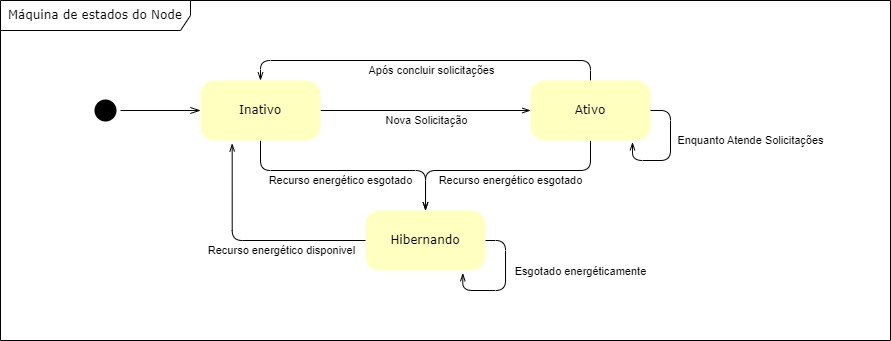 Máquina de estados do Node
Após concluir solicitações
Inativo
Ativo
Nova Solicitação
Enquanto Atende Solicitações
Recurso energético esgotado
Recurso energético esgotado
Hibernando
Recurso energético disponivel
Esgotado energéticamente